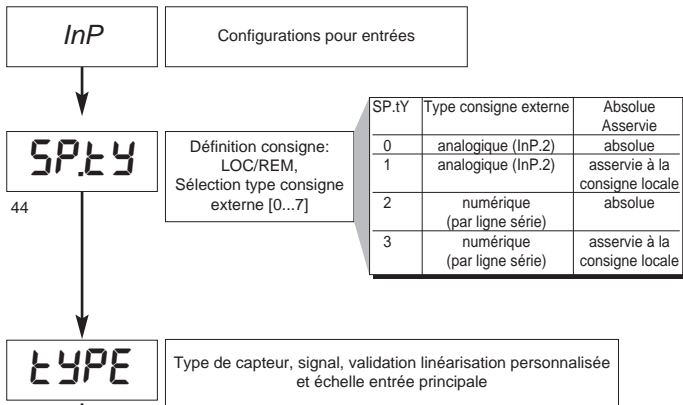 InP
Configurations pour entrées
SP.tY
44
Définition consigne:
LOC/REM,
Sélection type consigne
externe [0...7]
SP.tY Type consigne externe Absolue
Asservie
0 analogique (InP.2) absolue
1 analogique (InP.2) asservie à la
consigne locale
2 numérique absolue
(par ligne série)
3 numérique asservie à la
(par ligne série) consigne locale
tYPE
Type de capteur, signal, validation linéarisation personnalisée
et échelle entrée principale